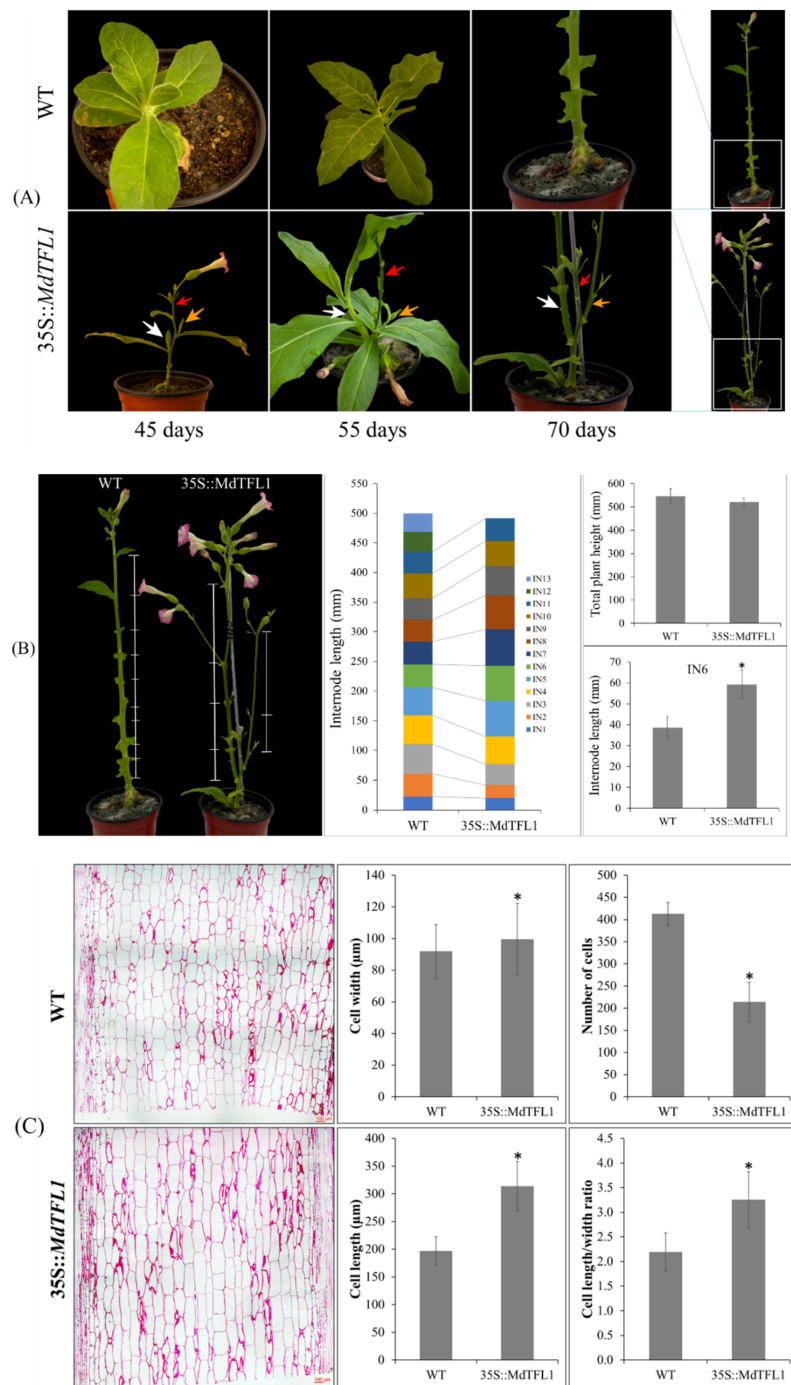 WT
(A)
35S::MdTFL1
45 days
55 days
70 days
WT
35S::MdTFL1
(B)
Internode length (mm)
550
500
450
400
350
300
250
200
150
100
50
0
WT
35S::MdTFL1
IN13
IN12
IN11
IN10
IN9
IN8
IN7
IN6
IN5
IN4
IN3
IN2
IN1
Total plant height (mm)
600
500
400
300
200
100
0
WT
35S::MdTFL1
IN6
Internode length (mm)
70
60
50
40
30
20
10
0
*
WT
35S::MdTFL1
(C)
WT
Cell width (μm)
140
120
100
80
60
40
20
0
*
WT
35S::MdTFL1
Number of cells
500
450
400
350
300
250
200
150
100
50
0
*
WT
35S::MdTFL1
35S::MdTFL1
100 μm
Cell length (μm)
400
350
300
250
200
150
100
50
0
*
WT
35S::MdTFL1
Cell length/width ratio
4.5
4.0
3.5
3.0
2.5
2.0
1.5
1.0
0.5
0.0
*
WT
35S::MdTFL1